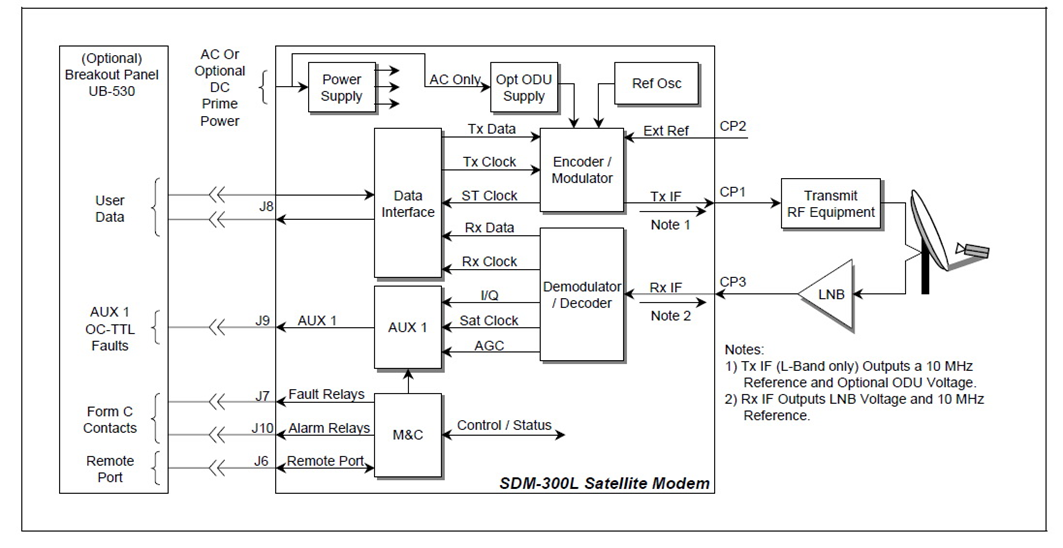 (Optional)
Breakout Panel
UB-530
AC Or
Optional
DC
Prime
Power
Power
Supply
AC Only
Opt ODU
Supply
Ref Osc
User
Data
J8
Data
Interface
Tx Data
Tx Clock
ST Clock
Rx Data
Rx Clock
Encoder /
Modulator
Ext Ref
CP2
Tx IF
CP1
Note 1
Transmit
RF Equipment
Demodulator
/ Decoder
Rx IF
CP3
Note 2
LNB
AUX 1
OC-TTL
Faults
J9
AUX 1
AUX 1
I/Q
Sat Clock
AGC
Form C
Contacts
J7
Fault Relays
J10
Alarm Relays
M&C
Control / Status
Remote
Port
J6
Remote Port
Notes:
1) Tx IF (L-Band only) Outputs a 10 MHz
Reference and Optional ODU Voltage.
2) Rx IF Outputs LNB Voltage and 10 MHz
Reference.
SDM-300L Satellite Modem